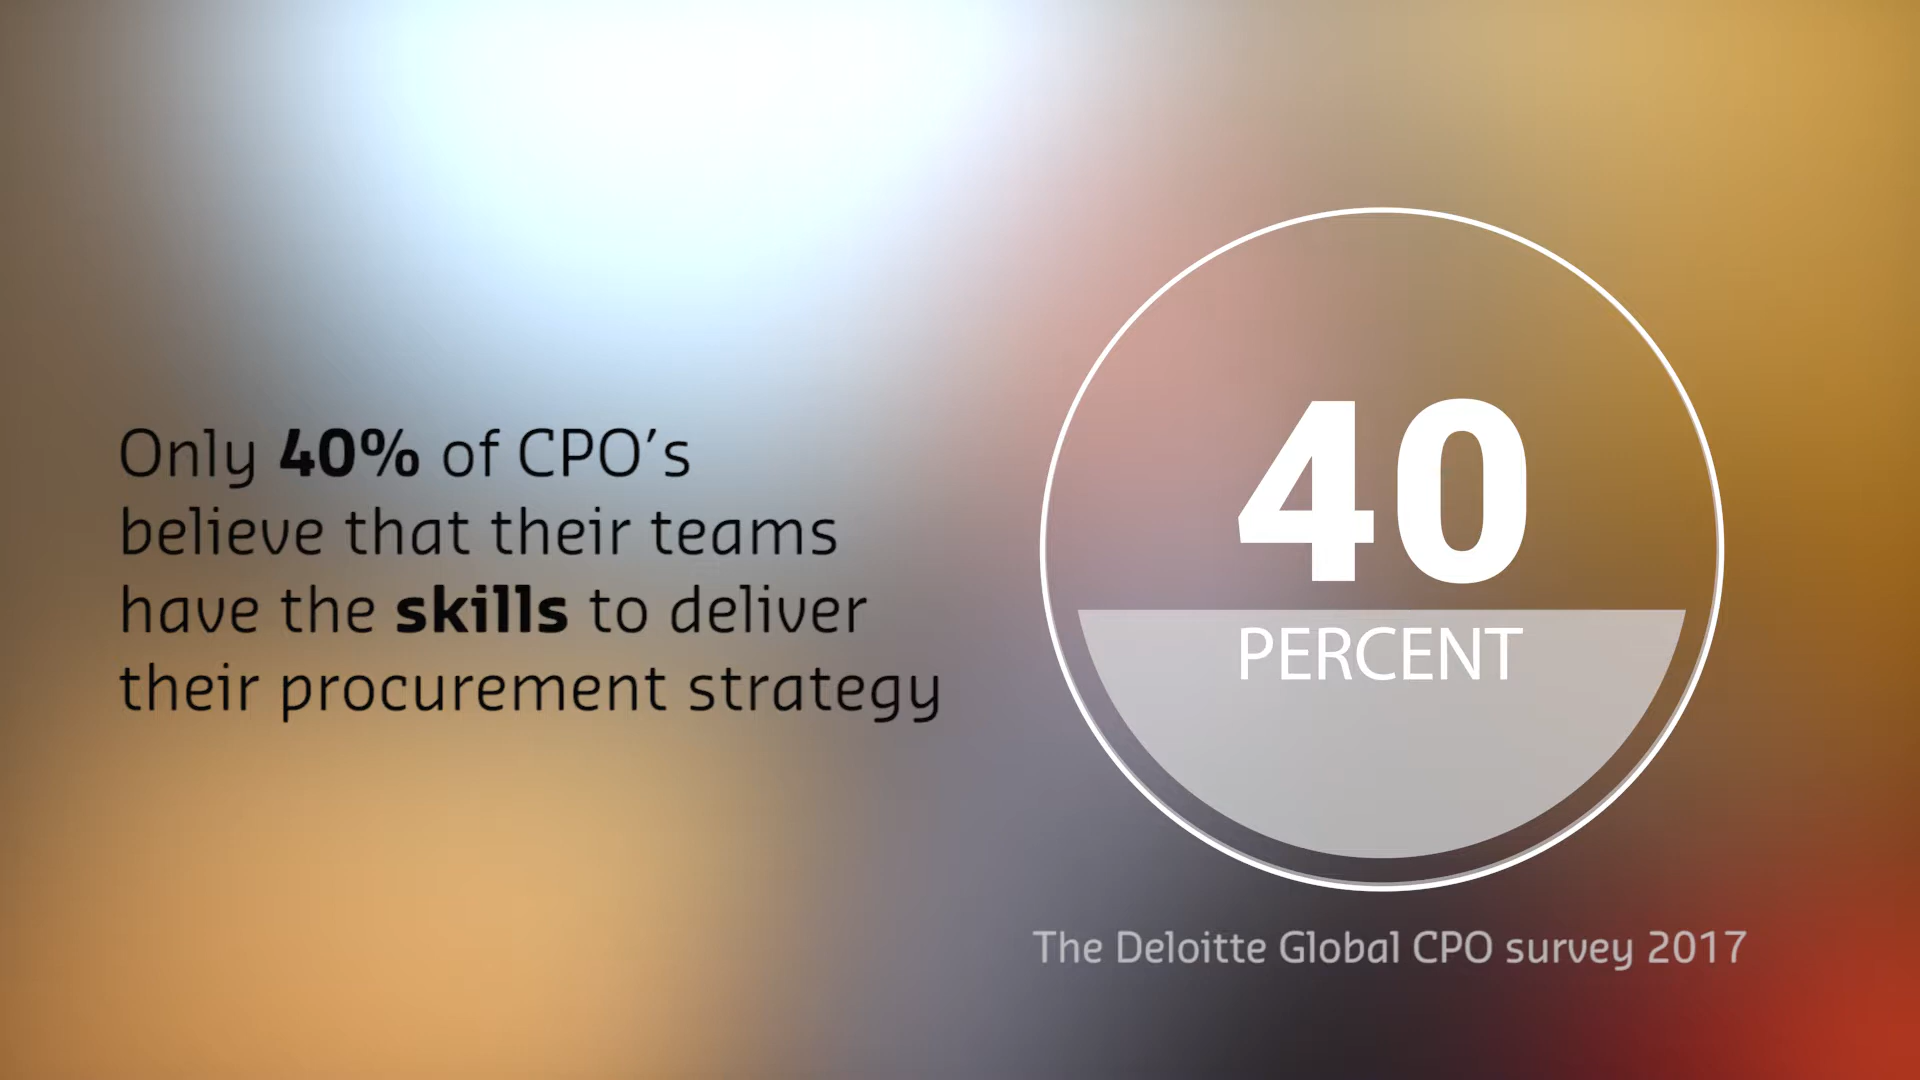 Only 40% of CPO's
believe that their teams
have the skills to deliver
their procurement strategy
40
PERCENT
The Deloitte Global CPO survey 2017